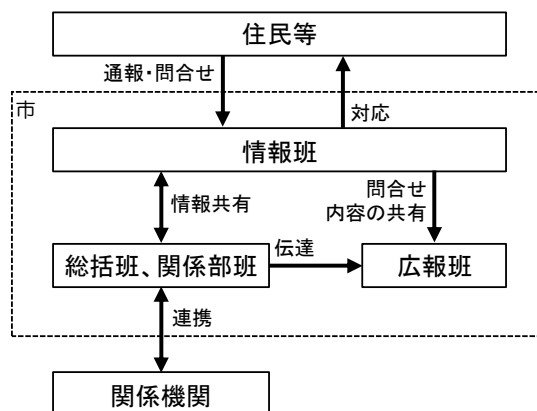 住民等
通報・問合せ
対応
市
情報班
情報共有
問合せ
内容の共有
総括班、関係部班
伝達
広報班
連携
関係機関